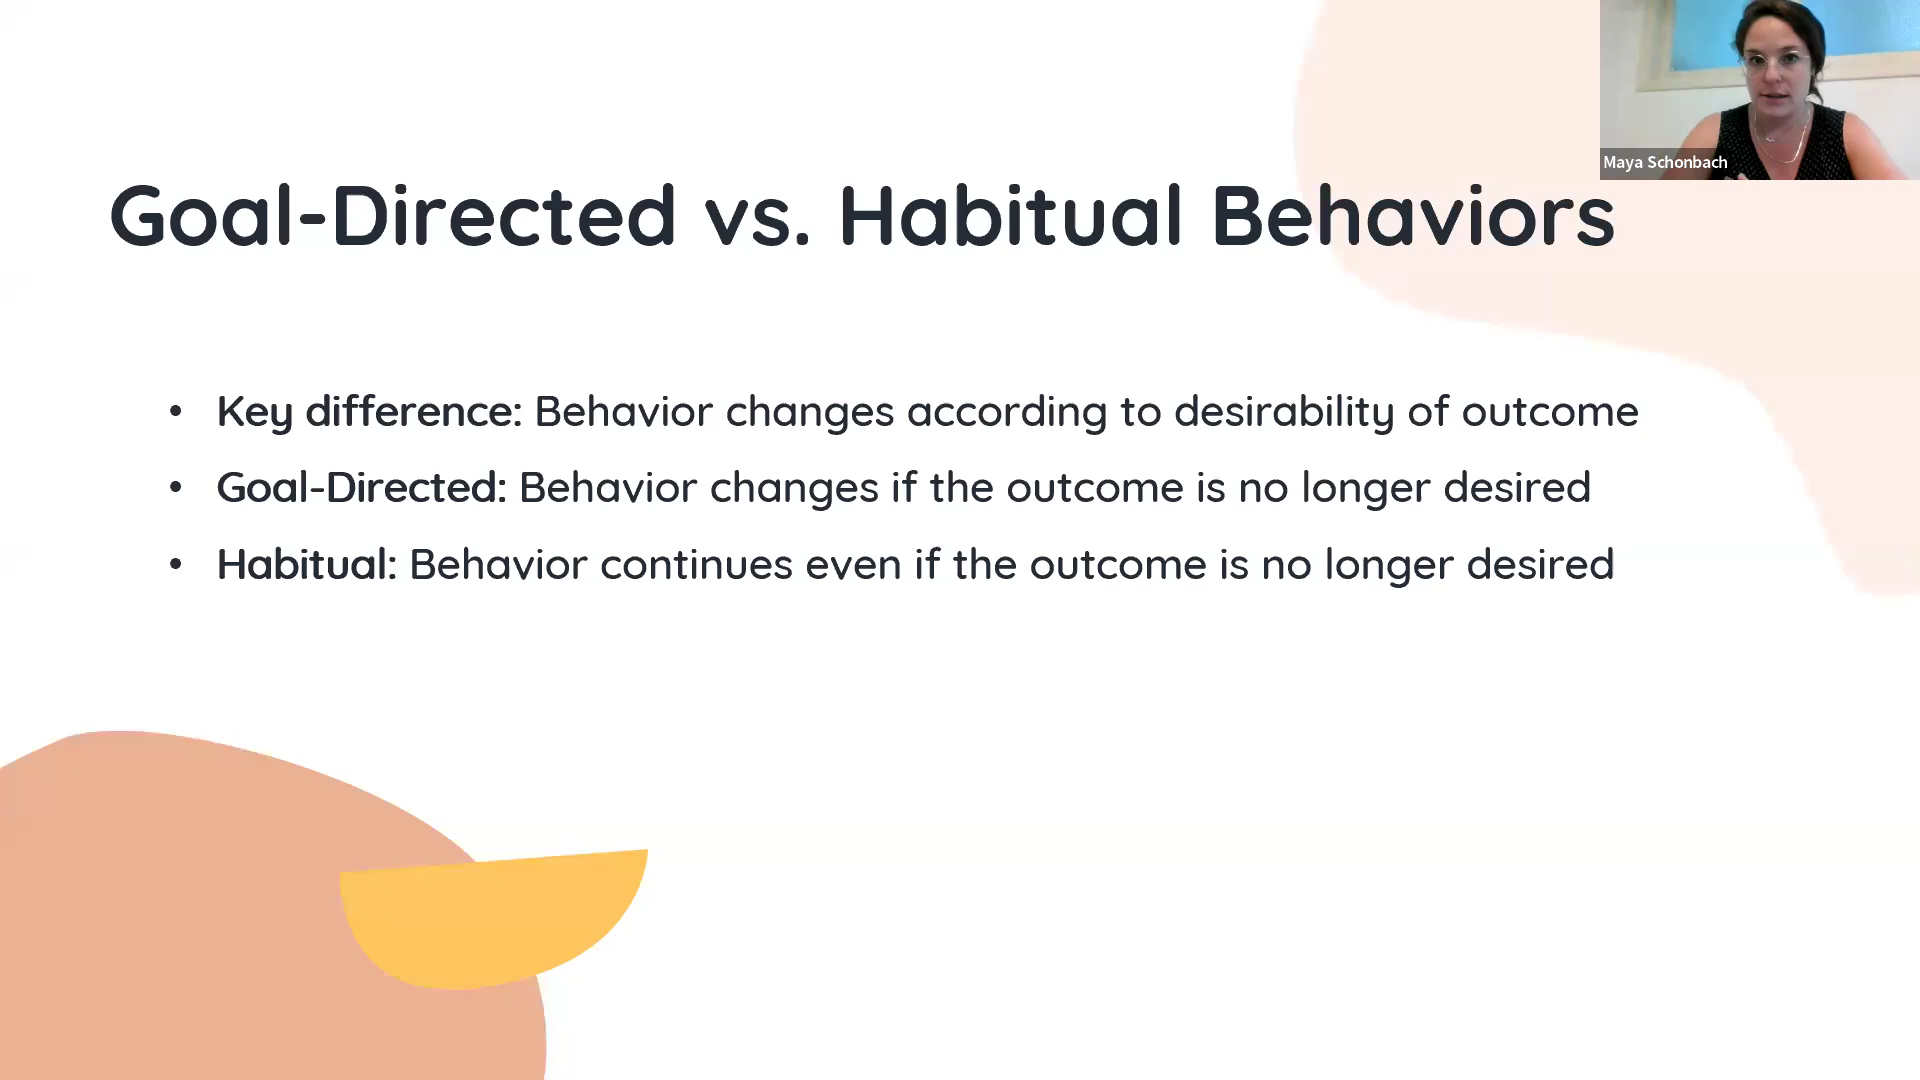 Maya Schonbach
Goal-Directed vs. Habitual Behaviors
• Key difference: Behavior changes according to desirability of outcome
• Goal-Directed: Behavior changes if the outcome is no longer desired
• Habitual: Behavior continues even if the outcome is no longer desired